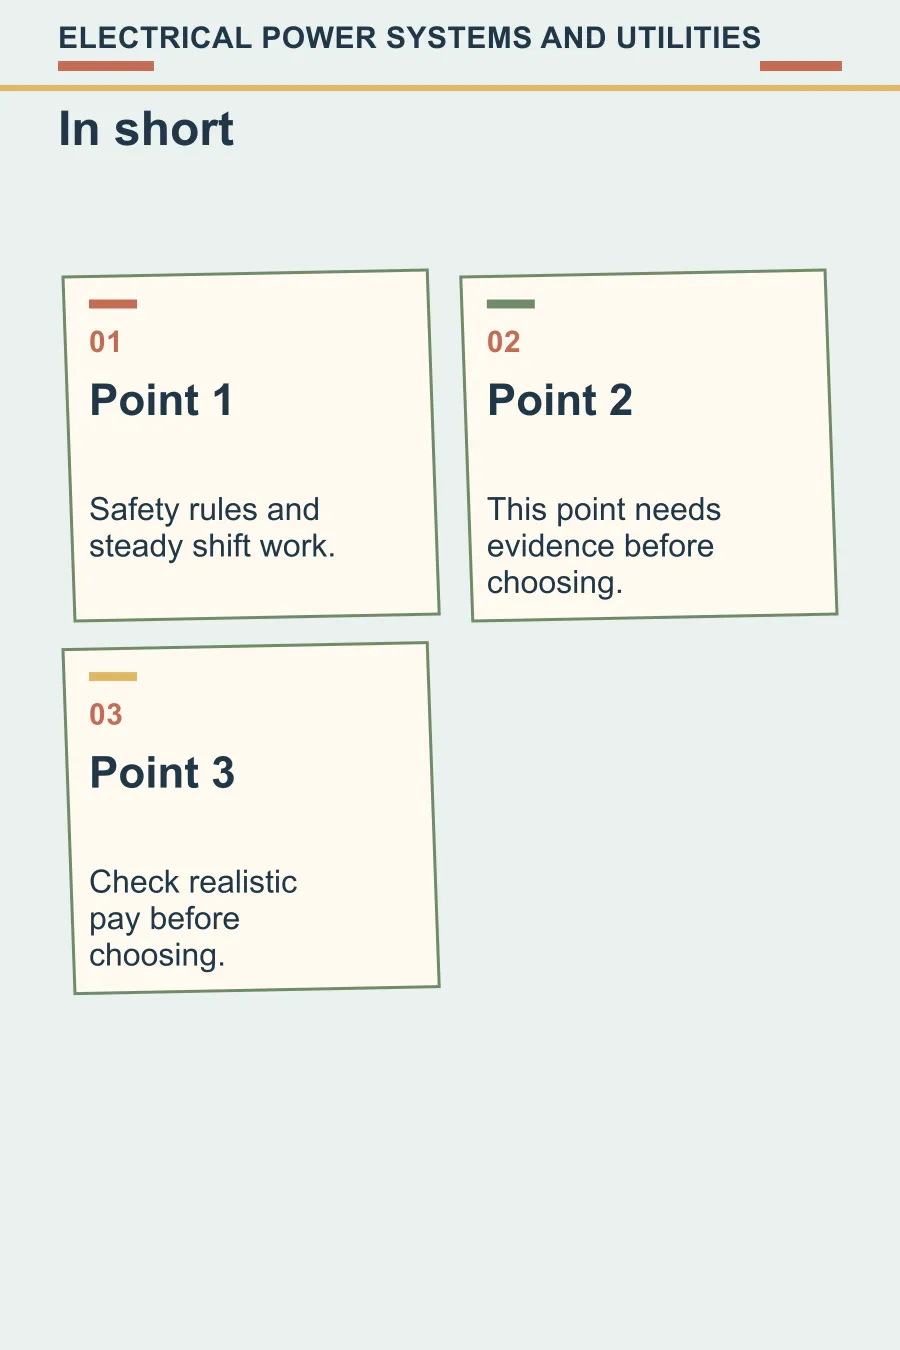 ELECTRICAL POWER SYSTEMS AND UTILITIES
In short
01
Point 1
Safety rules and
steady shift work.
02
Point 2
This point needs
evidence before
choosing.
03
Point 3
Check realistic
pay before
choosing.